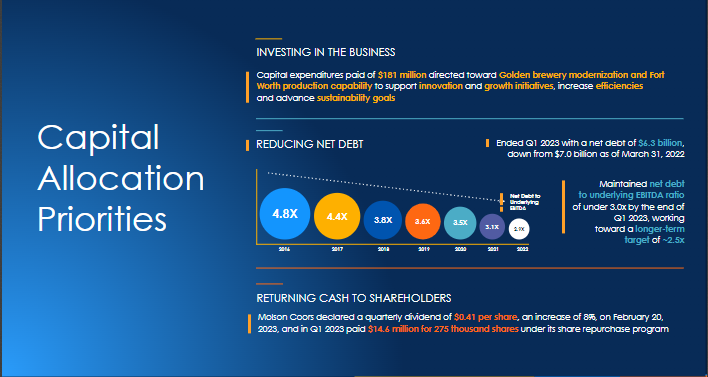 Capital
Allocation
Priorities
INVESTING IN THE BUSINESS
Capital expenditures paid of $181 million directed toward Golden brewery modernization and Fort
Worth production capability to support innovation and growth initiatives, increase efficiencies
and advance sustainability goals
REDUCING NET DEBT
Ended Q1 2023 with a net debt of $6.3 billion,
down from $7.0 billion as of March 31, 2022
Net Debt to
Underlying
EBITDA
4.8X
4.4X
3.8X
3.6X
3.5X
3.1X
2016
2017
2018
2019
2020
2021
2022
Maintained net debt
to underlying EBITDA ratio
of under 3.0x by the end of
Q1 2023, working
toward a longer-term
target of ~2.5x
RETURNING CASH TO SHAREHOLDERS
Molson Coors declared a quarterly dividend of $0.41 per share, an increase of 8%, on February 20,
2023, and in Q1 2023 paid $14.6 million for 275 thousand shares under its share repurchase program